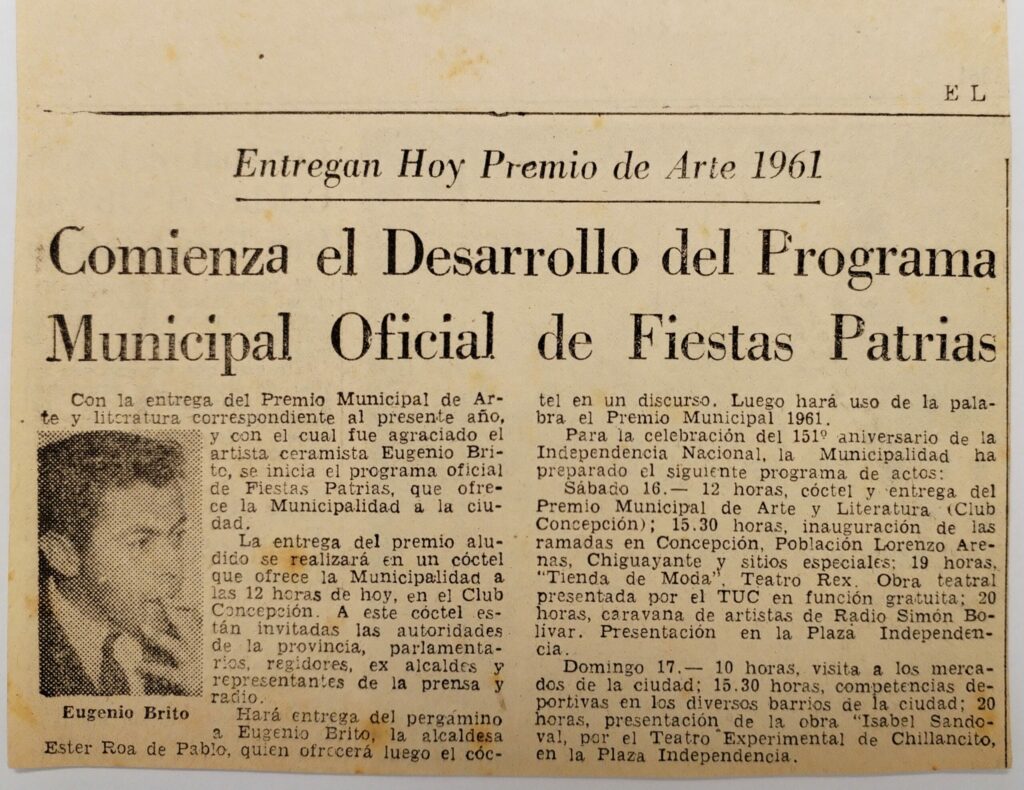 E L
Entregan Hoy Premio de Arte 1961
Comienza el Desarrollo del Programa
Municipal Oficial de Fiestas Patrias
Con la entrega del Premio Municipal de Ar-
te y literatura correspondiente al presente año,
y con el cual fue agraciado el
artista ceramista Eugenio Bri-
to, se inicia el programa oficial
de Fiestas Patrias, que ofre-
ce la Municipalidad a la ciu-
dad.
La entrega del premio alu-
dido se realizará en un cóctel
que ofrece la Municipalidad a
las 12 horas de hoy, en el Club
Concepción. A este cóctel es-
tán invitadas las autoridades
de la provincia, parlamenta-
rios, regidores, ex alcaldes y
representantes de la prensa y
radio.
Hará entrega del pergamino
a Eugenio Brito, la alcaldesa
Ester Roa de Pablo, quien ofrecerá luego el cóc-
Eugenio Brito
tel en un discurso. Luego hará uso de la pala-
bra el Premio Municipal 1961.
Para la celebración del 151º aniversario de la
Independencia Nacional, la Municipalidad ha
preparado el siguiente programa de actos:
Sábado 16.— 12 horas, cóctel y entrega del
Premio Municipal de Arte y Literatura (Club
Concepción); 15.30 horas, inauguración de las
ramadas en Concepción, Población Lorenzo Are-
nas, Chiguayante y sitios especiales; 19 horas,
"Tienda de Moda", Teatro Rex. Obra teatral
presentada por el TUC en función gratuita; 20
horas, caravana de artistas de Radio Simón Bo-
lívar. Presentación en la Plaza Independen-
cia.
Domingo 17.— 10 horas, visita a los merca-
dos de la ciudad; 15.30 horas, competencias de-
portivas en los diversos barrios de la ciudad; 20
horas, presentación de la obra "Isabel Sando-
val, por el Teatro Experimental de Chillancito,
en la Plaza Independencia.